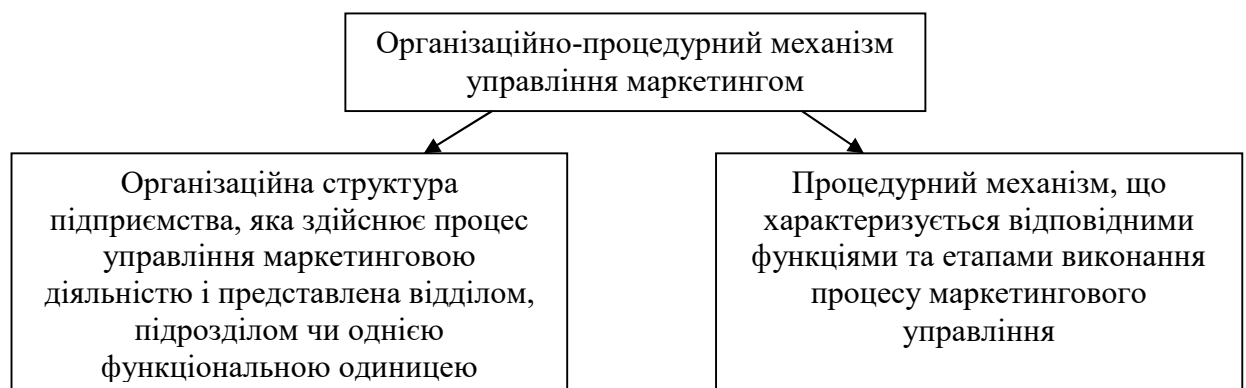 Організаційно-процедурний механізм
управління маркетингом
Організаційна структура
підприємства, яка здійснює процес
управління маркетинговою
діяльністю і представлена відділом,
підрозділом чи однією
функціональною одиницею
Процедурний механізм, що
характеризується відповідними
функціями та етапами виконання
процесу маркетингового
управління